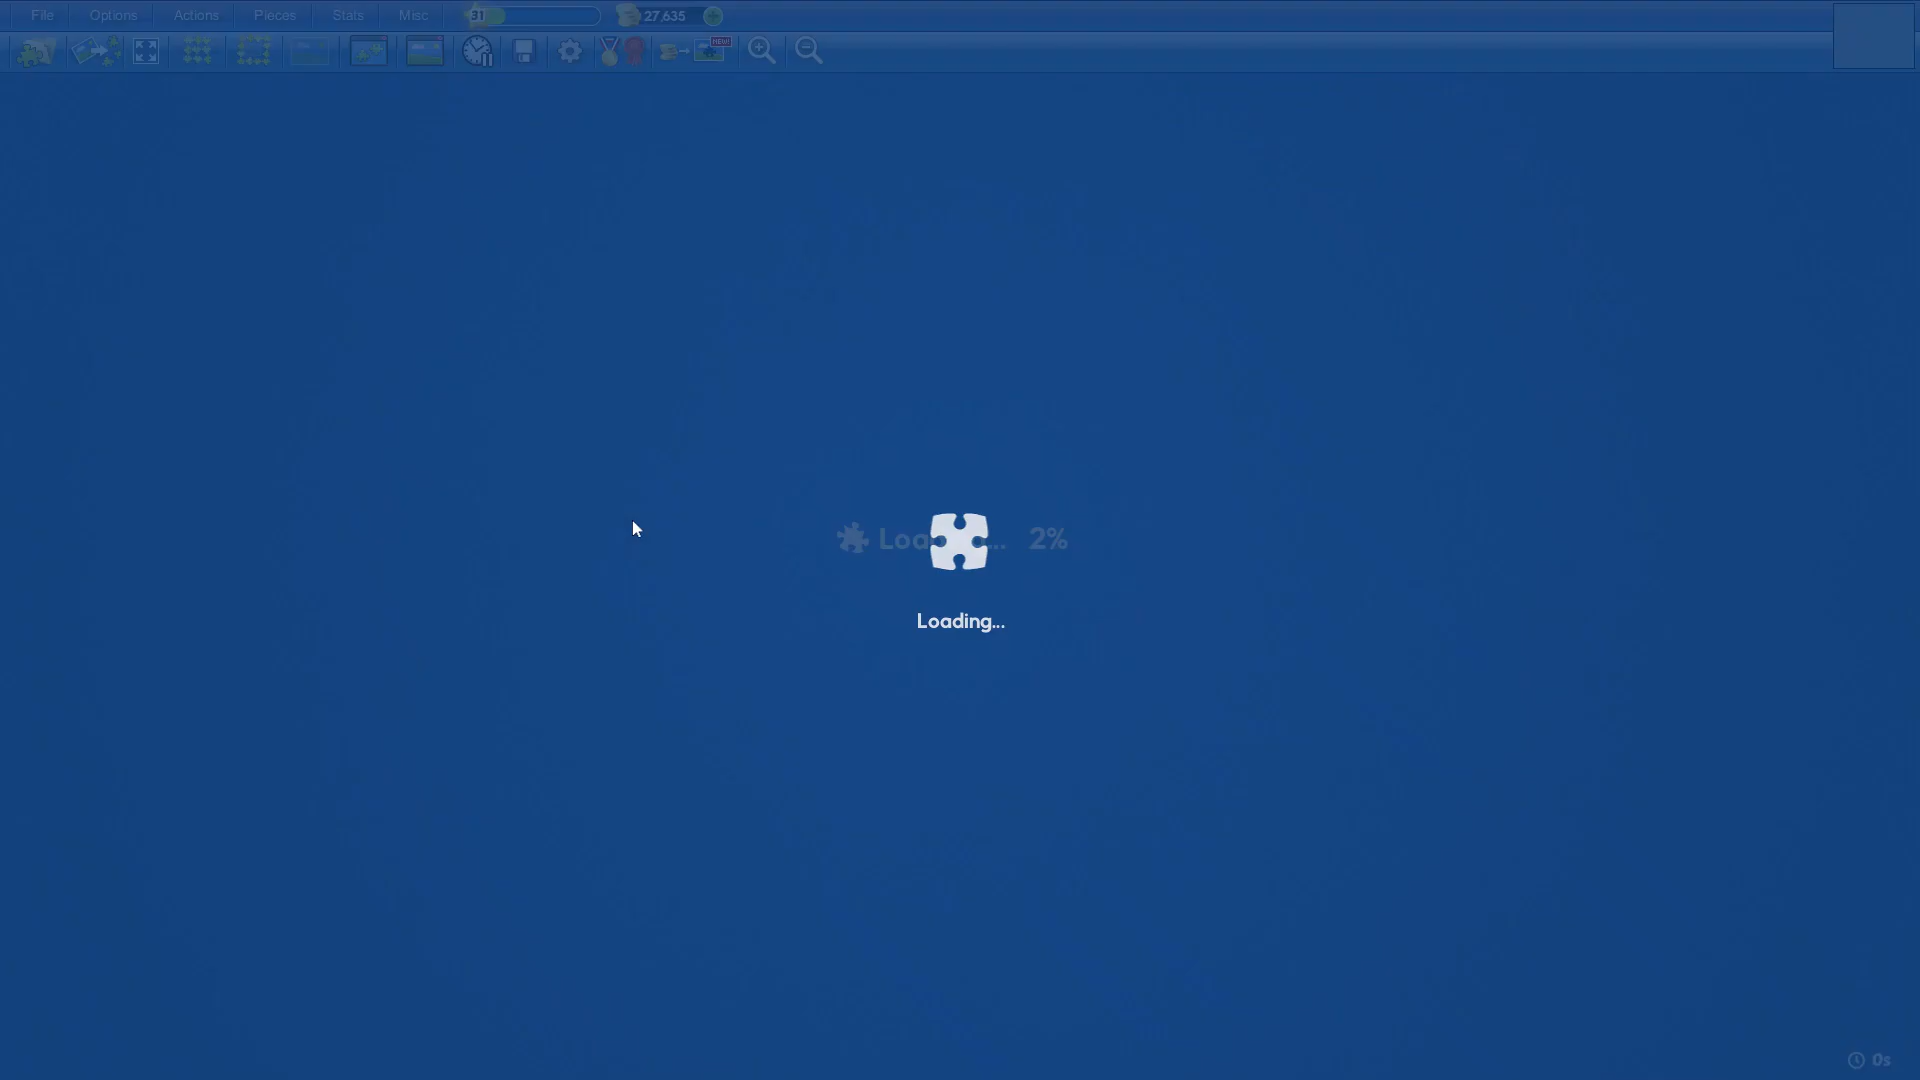 File Options Actions Pieces Stats Misc 31 27,635
NEW!
Loa... 2%
Loading...
0s